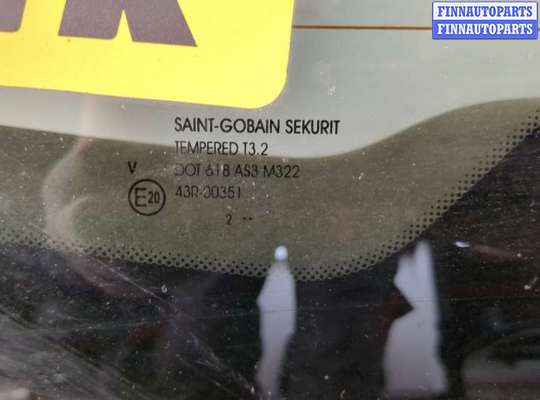 FINNAUTOPARTS
FINNAUTOPARTS
SAINT-GOBAIN SEKURIT
TEMPERED T3.2
V
DOT 618 AS3 M322
E20
43R-00351
2 --